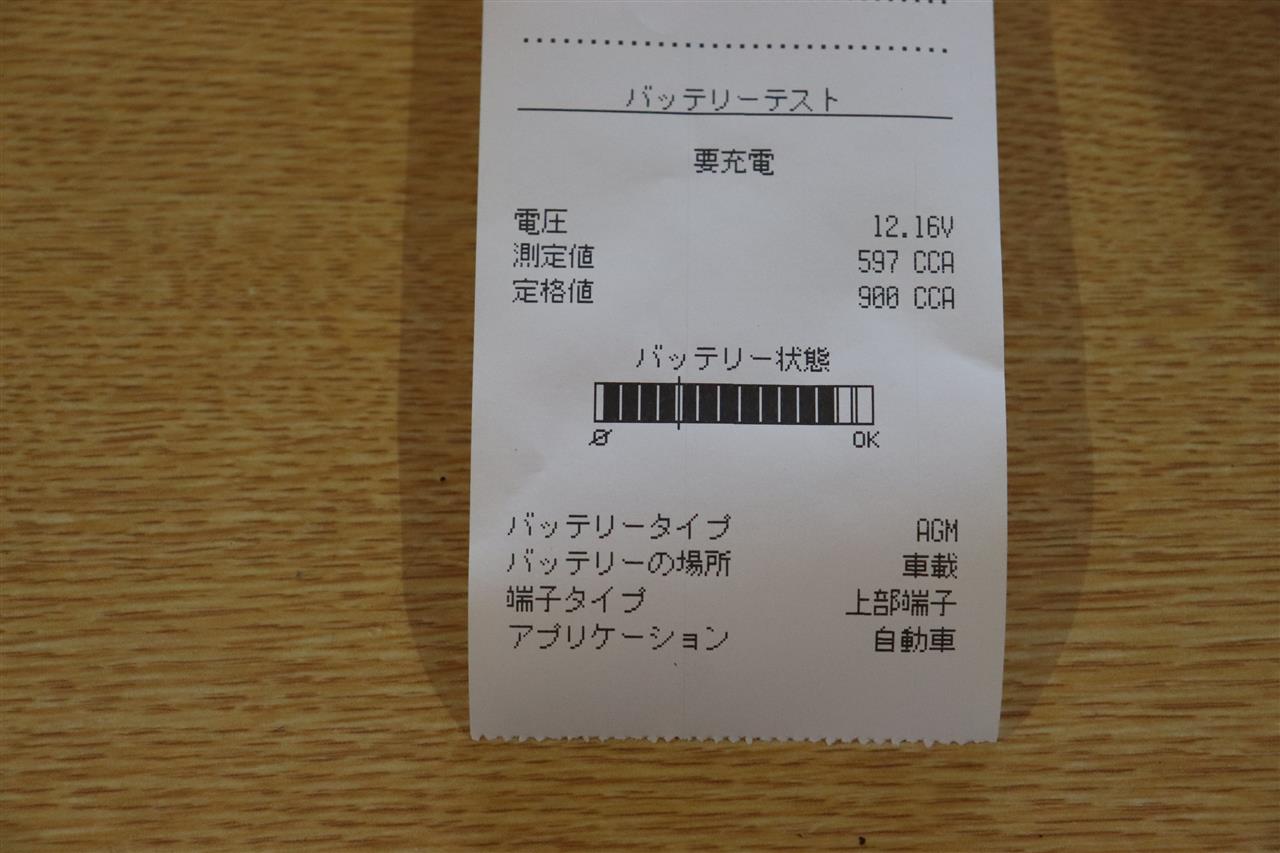 バッテリーテスト
要充電
電圧 12.16V
測定値 597 CCA
定格値 900 CCA
バッテリー状態
0 OK
バッテリータイプ AGM
バッテリーの場所 車載
端子タイプ 上部端子
アプリケーション 自動車